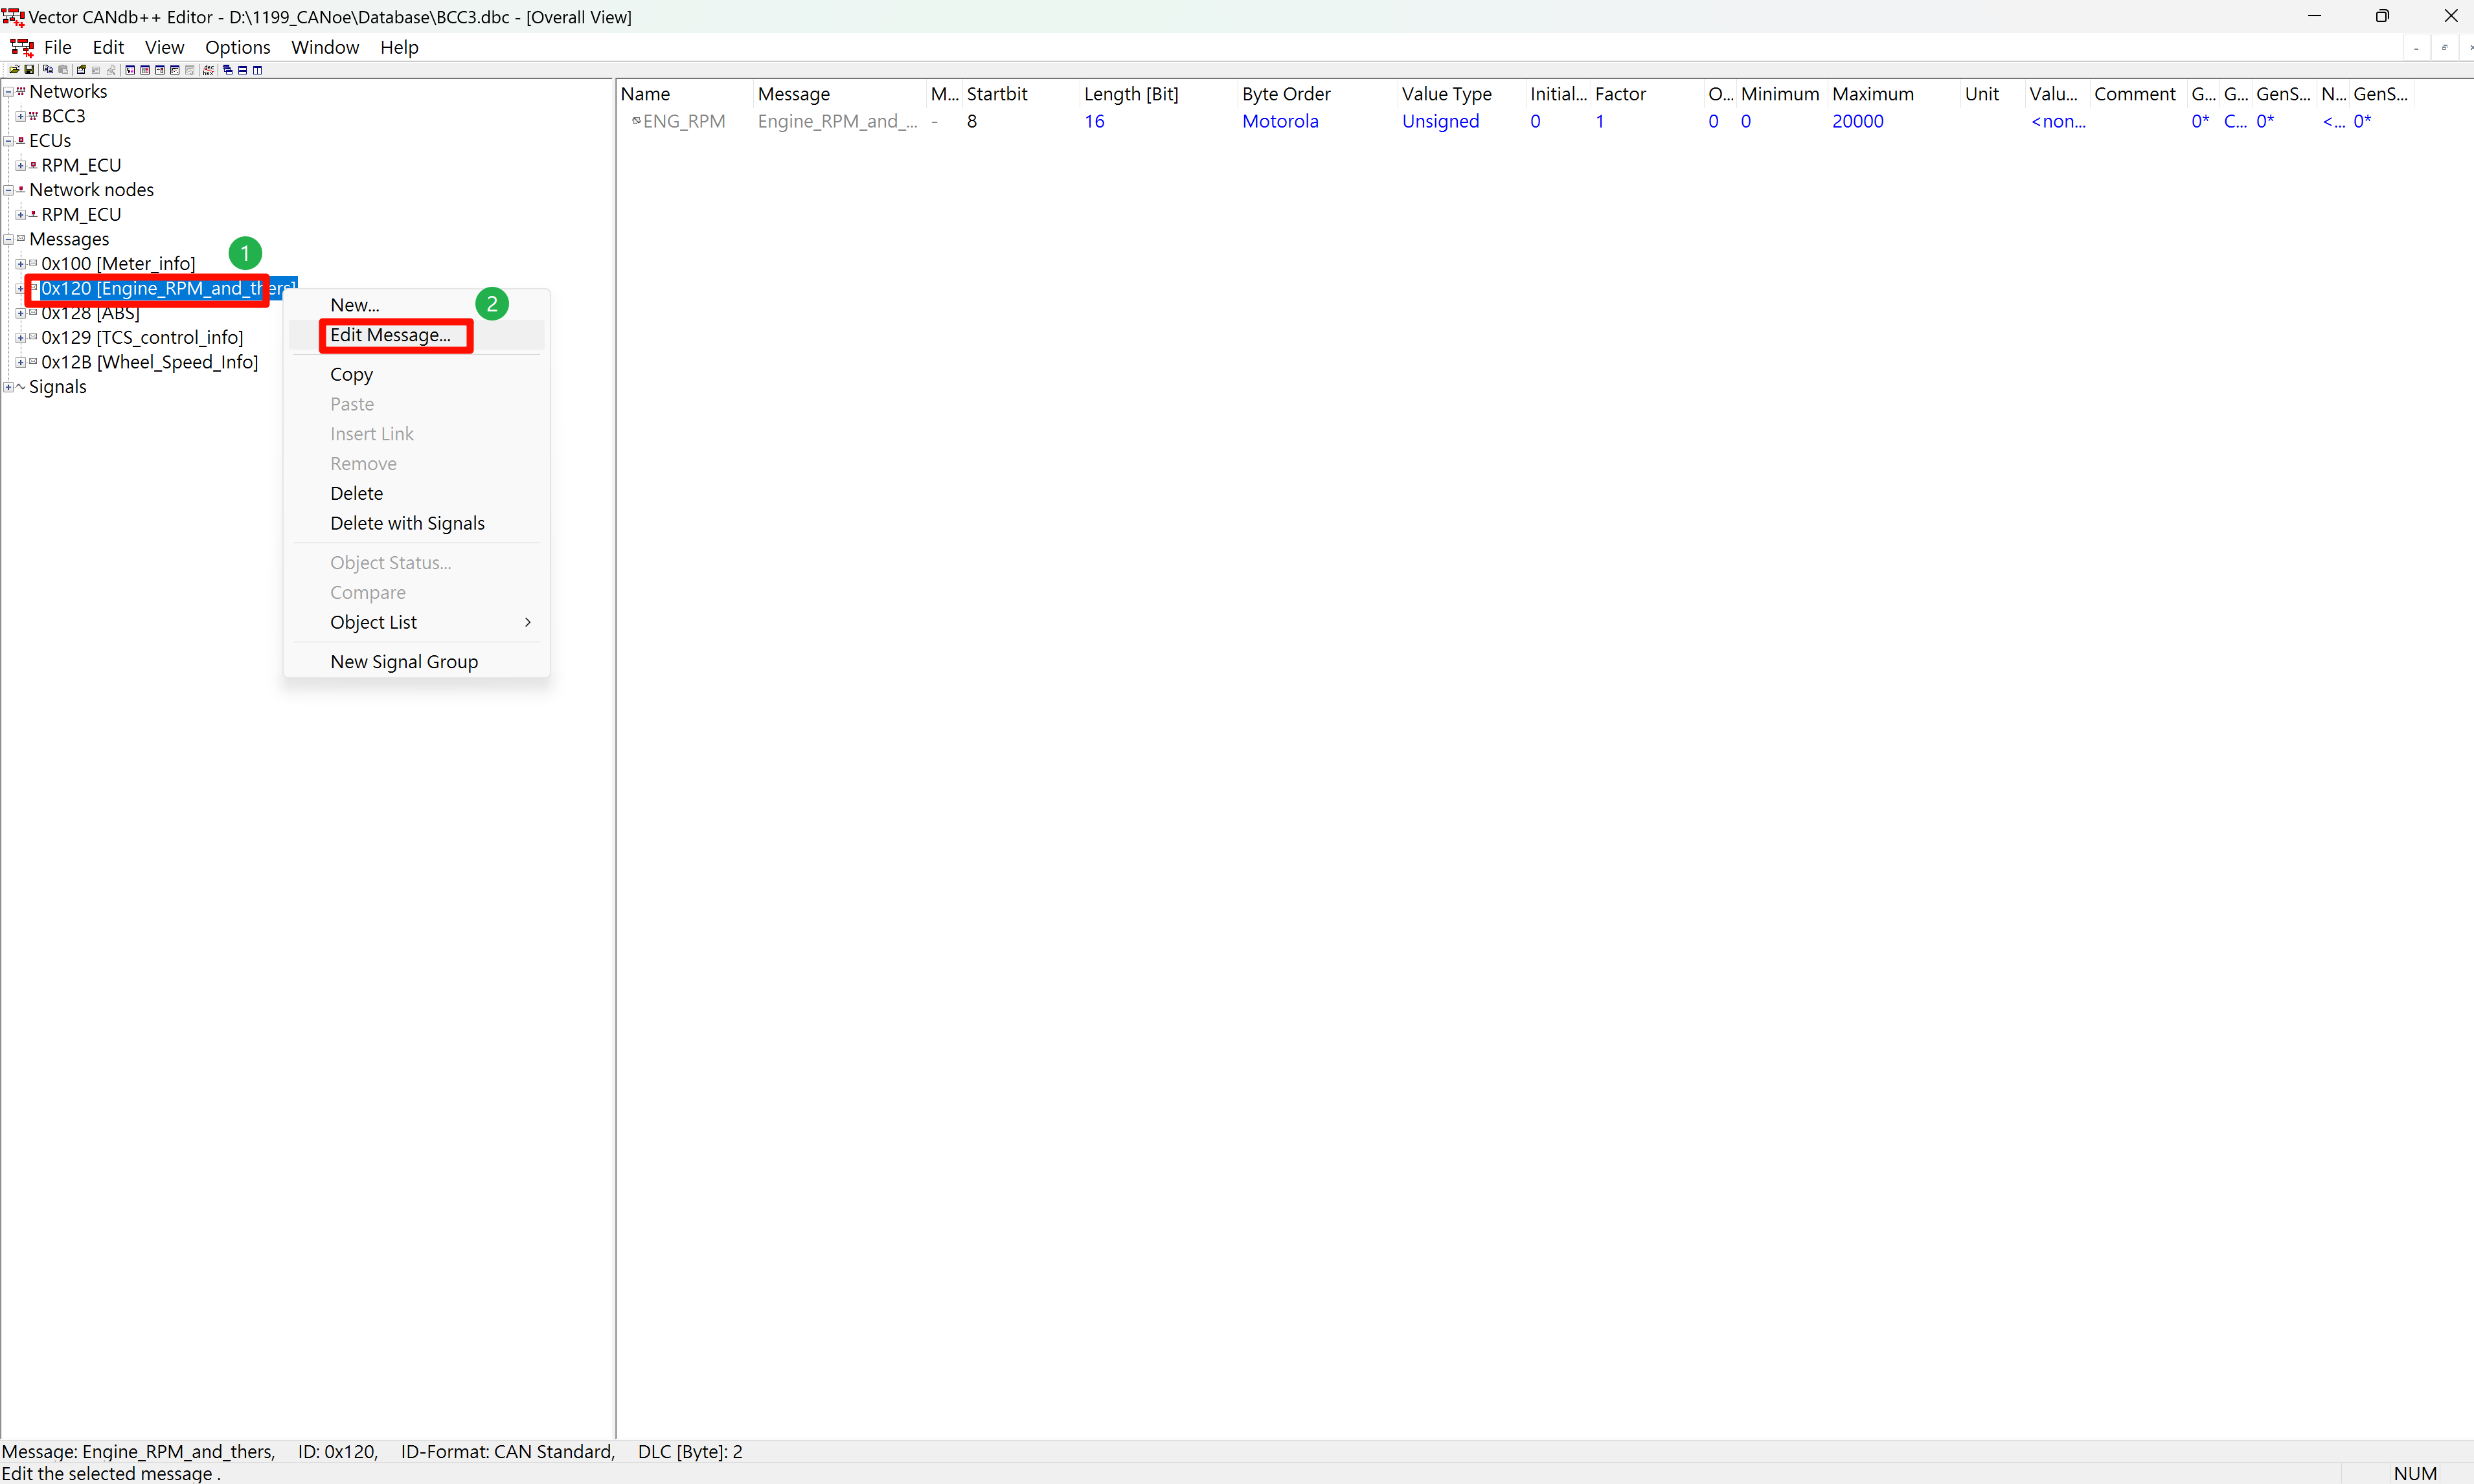 Vector CANdb++ Editor - D:\1199_CANoe\Database\BCC3.dbc - [Overall View]
File Edit View Options Window Help
Networks
BCC3
ECUs
RPM_ECU
Network nodes
RPM_ECU
Messages
0x100 [Meter_info]
1
0x120 [Engine_RPM_and_thers]
0x128 [ABS]
0x129 [TCS_control_info]
0x12B [Wheel_Speed_Info]
Signals
New...
2
Edit Message...
Copy
Paste
Insert Link
Remove
Delete
Delete with Signals
Object Status...
Compare
Object List
New Signal Group
Name Message M... Startbit Length [Bit] Byte Order Value Type Initial... Factor O... Minimum Maximum Unit Valu... Comment G... G... GenS... N... GenS...
ENG_RPM Engine_RPM_and_... - 8 16 Motorola Unsigned 0 1 0 0 20000 <non... 0* C... 0* <... 0*
Message: Engine_RPM_and_thers, ID: 0x120, ID-Format: CAN Standard, DLC [Byte]: 2
Edit the selected message .
NUM